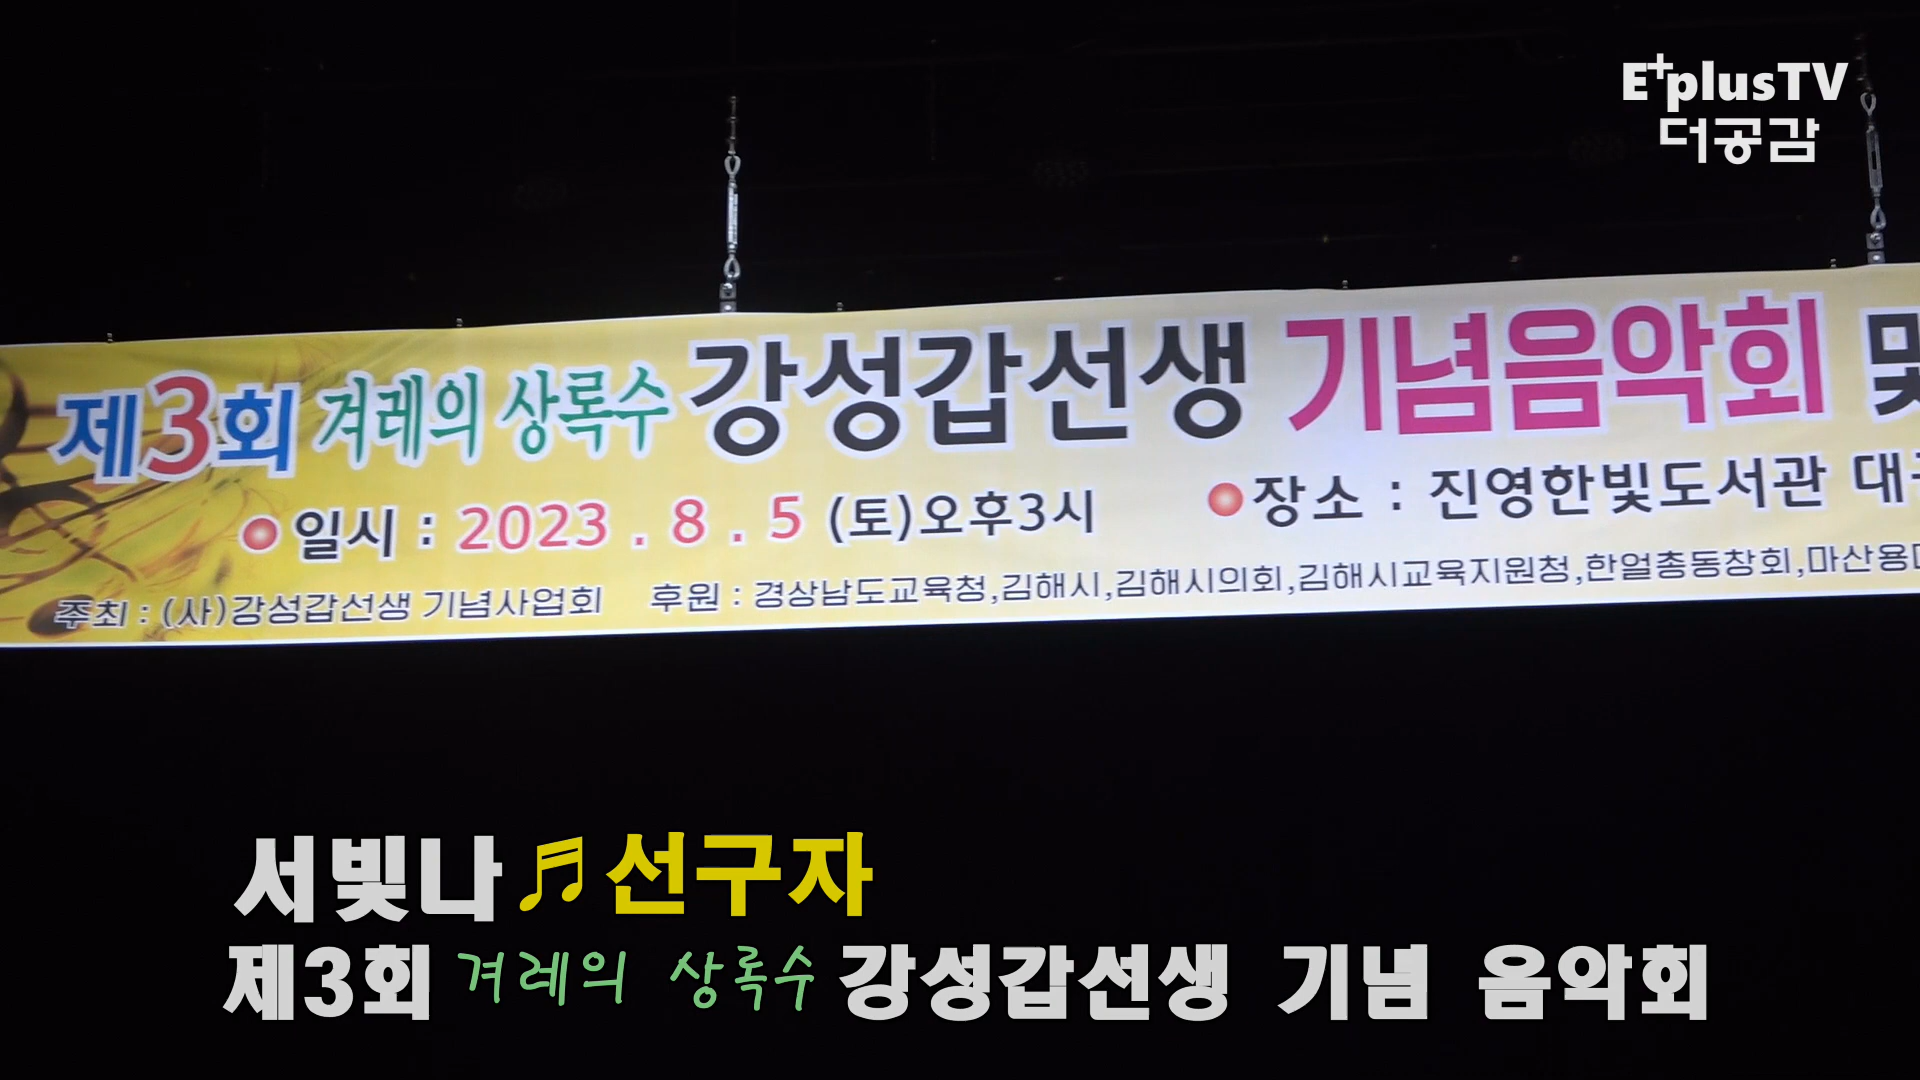 E+plusTV
더공감
제3회 겨레의 상록수 강성갑선생 기념음악회 및
일시 : 2023 . 8 . 5 (토)오후3시 장소 : 진영한빛도서관
주최 : (사)강성갑선생 기념사업회 후원 : 경상남도교육청,김해시,김해시의회,김해시교육지원청,한얼총동창회,
서빛나♬선구자
제3회 겨레의 상록수 강성갑선생 기념 음악회